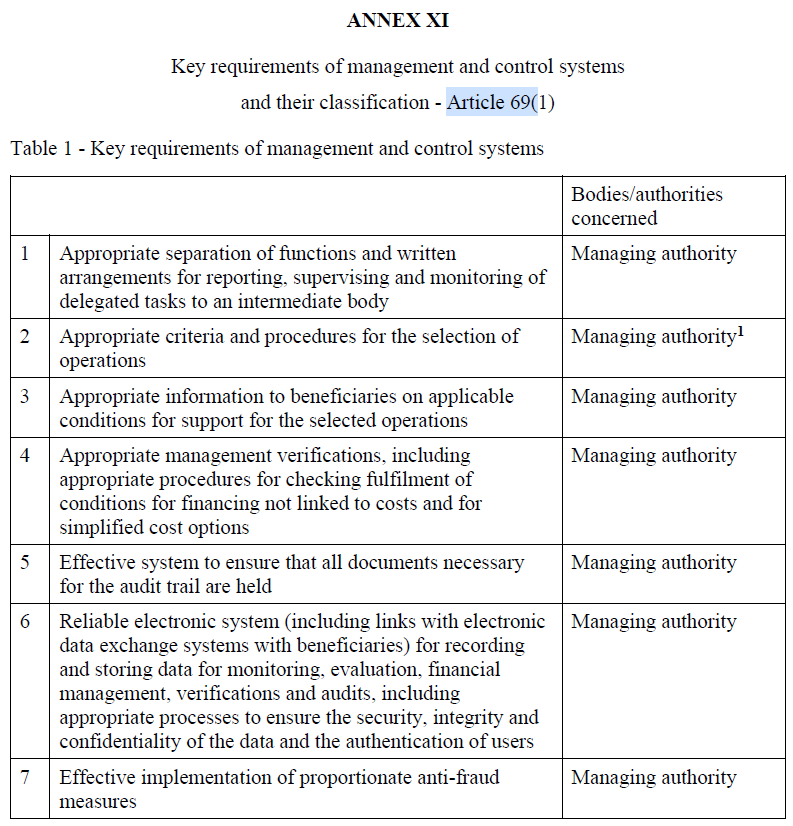 ANNEX XI
Key requirements of management and control systems
and their classification - Article 69(1)
Table 1 - Key requirements of management and control systems
Bodies/authorities
concerned
1 Appropriate separation of functions and written Managing authority
arrangements for reporting, supervising and monitoring of
delegated tasks to an intermediate body
2 Appropriate criteria and procedures for the selection of Managing authority¹
operations
3 Appropriate information to beneficiaries on applicable Managing authority
conditions for support for the selected operations
4 Appropriate management verifications, including Managing authority
appropriate procedures for checking fulfilment of
conditions for financing not linked to costs and for
simplified cost options
5 Effective system to ensure that all documents necessary Managing authority
for the audit trail are held
6 Reliable electronic system (including links with electronic Managing authority
data exchange systems with beneficiaries) for recording
and storing data for monitoring, evaluation, financial
management, verifications and audits, including
appropriate processes to ensure the security, integrity and
confidentiality of the data and the authentication of users
7 Effective implementation of proportionate anti-fraud Managing authority
measures